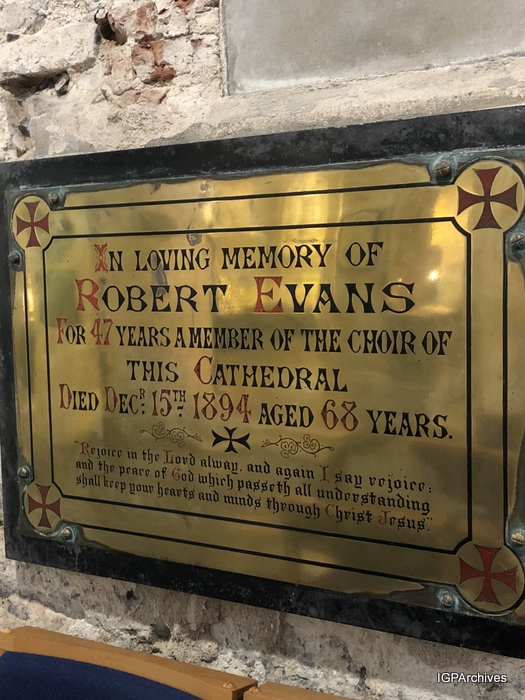 In loving memory of
Robert Evans
For 47 years a member of the choir of
this Cathedral
Died Decr. 15th 1894 aged 68 years.
"Rejoice in the Lord alway, and again I say rejoice;
and the peace of God which passeth all understanding
shall keep your hearts and minds through Christ Jesus".
IGPArchives